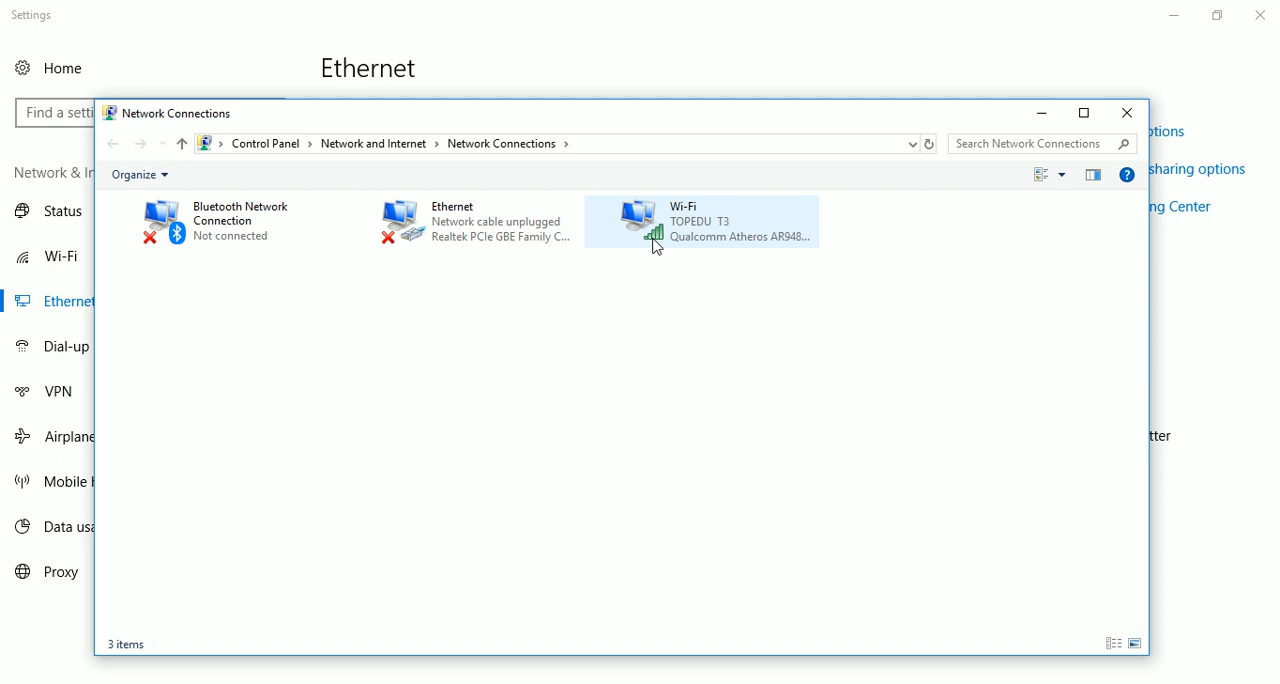 Settings
Home
Ethernet
Find a setti
Network Connections
Control Panel > Network and Internet > Network Connections >
Search Network Connections
Organize
Network & In
Status
Wi-Fi
Ethernet
Dial-up
VPN
Airplane
Mobile
Data usa
Proxy
Bluetooth Network
Connection
Not connected
Ethernet
Network cable unplugged
Realtek PCIe GBE Family C...
Wi-Fi
TOPEDU T3
Qualcomm Atheros AR948...
ptions
sharing options
ng Center
tter
3 items